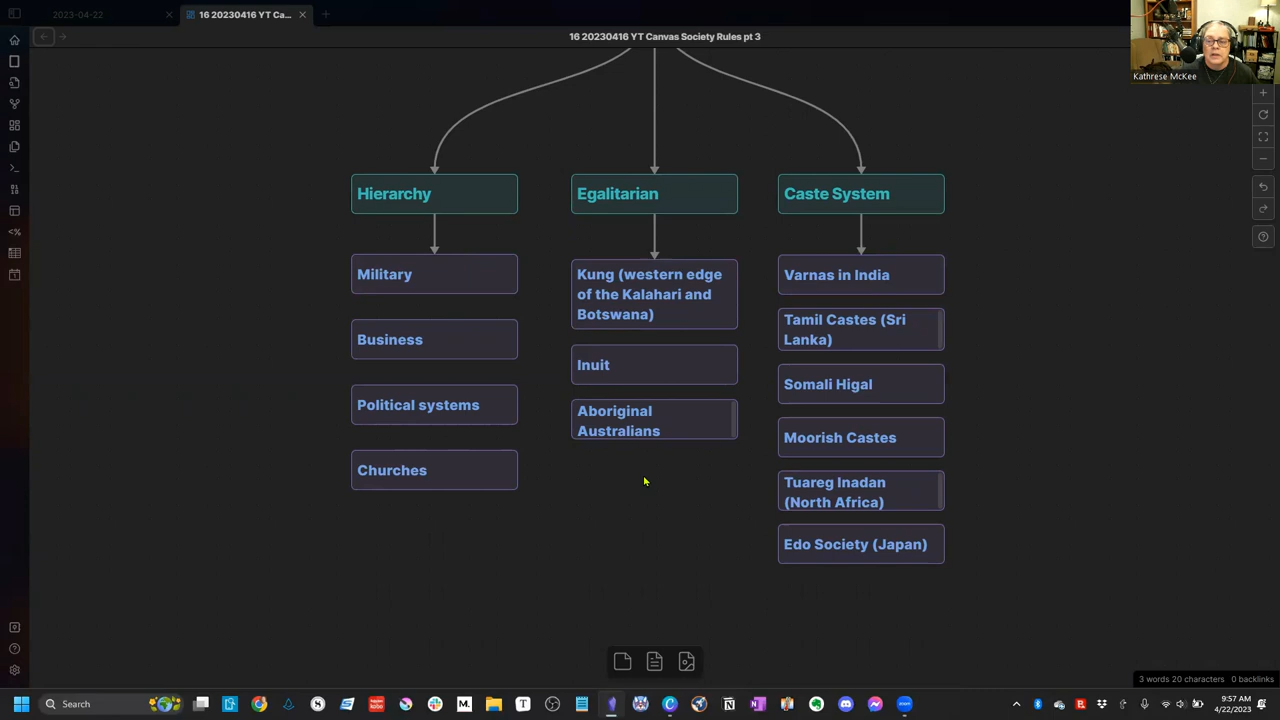 2023-04-22
16 20230416 YT Ca...
16 20230416 YT Canvas Society Rules pt 3
Kathrese McKee
Hierarchy
Military
Business
Political systems
Churches
Egalitarian
Kung (western edge
of the Kalahari and
Botswana)
Inuit
Aboriginal
Australians
Caste System
Varnas in India
Tamil Castes (Sri
Lanka)
Somali Higal
Moorish Castes
Tuareg Inadan
(North Africa)
Edo Society (Japan)
3 words 20 characters 0 backlinks
Search
9:57 AM
4/22/2023